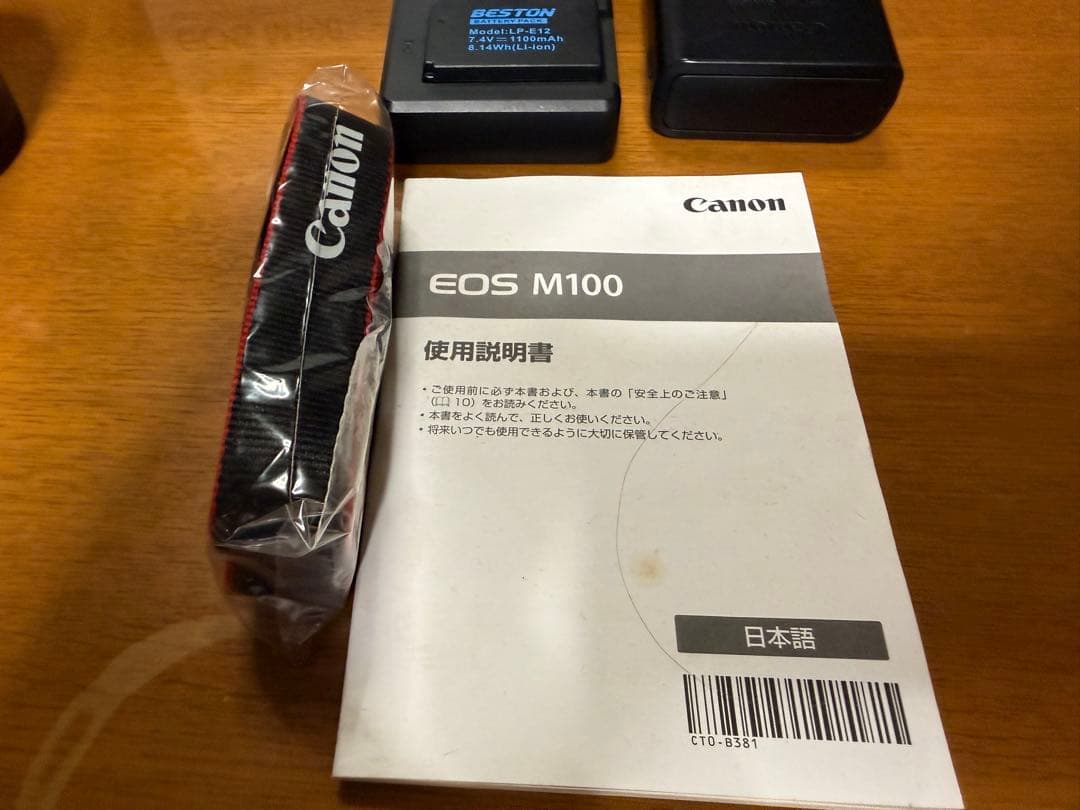 BESTON
BATTERY PACK
Model:LP-E12
7.4V⎓1100mAh
8.14Wh(Li-ion)
Canon
Canon
EOS M100
使用説明書
• ご使用前に必ず本書および、本書の「安全上のご注意」
（📖 10）をお読みください。
• 本書をよく読んで、正しくお使いください。
• 将来いつでも使用できるように大切に保管してください。
日本語
CT0-B381